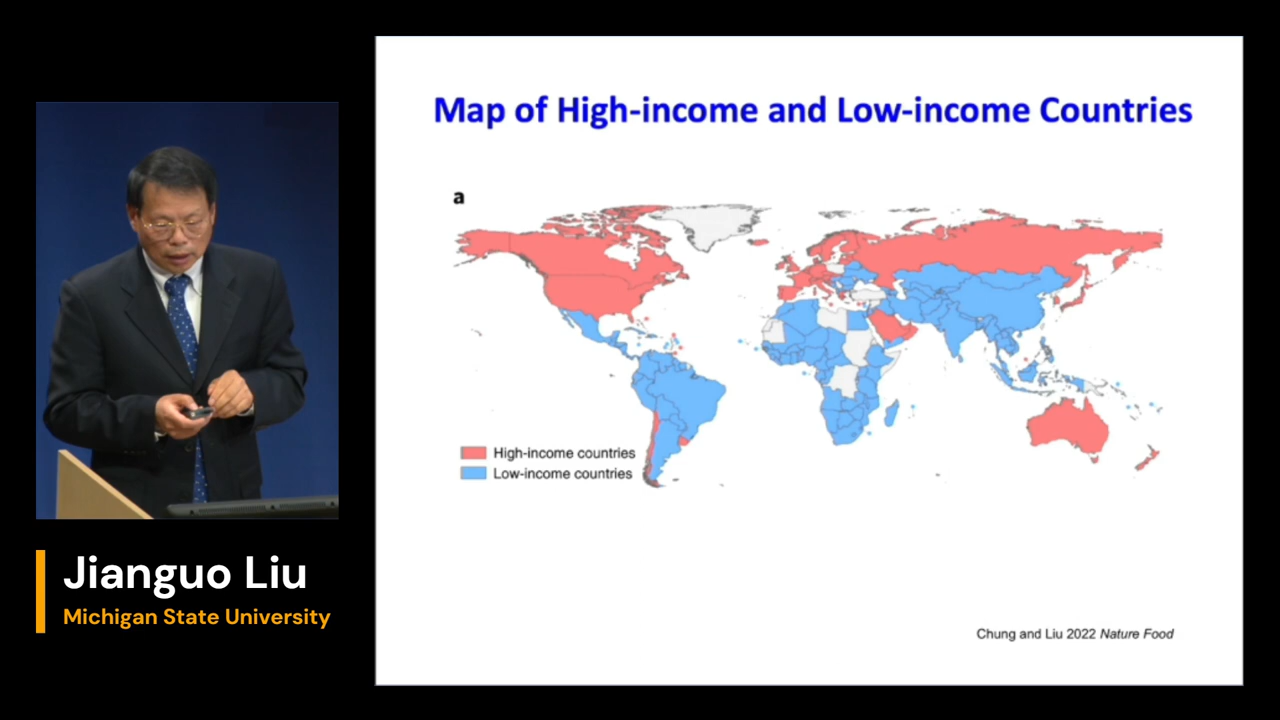 Map of High-income and Low-income Countries
a
High-income countries
Low-income countries
Chung and Liu 2022 Nature Food
Jianguo Liu
Michigan State University